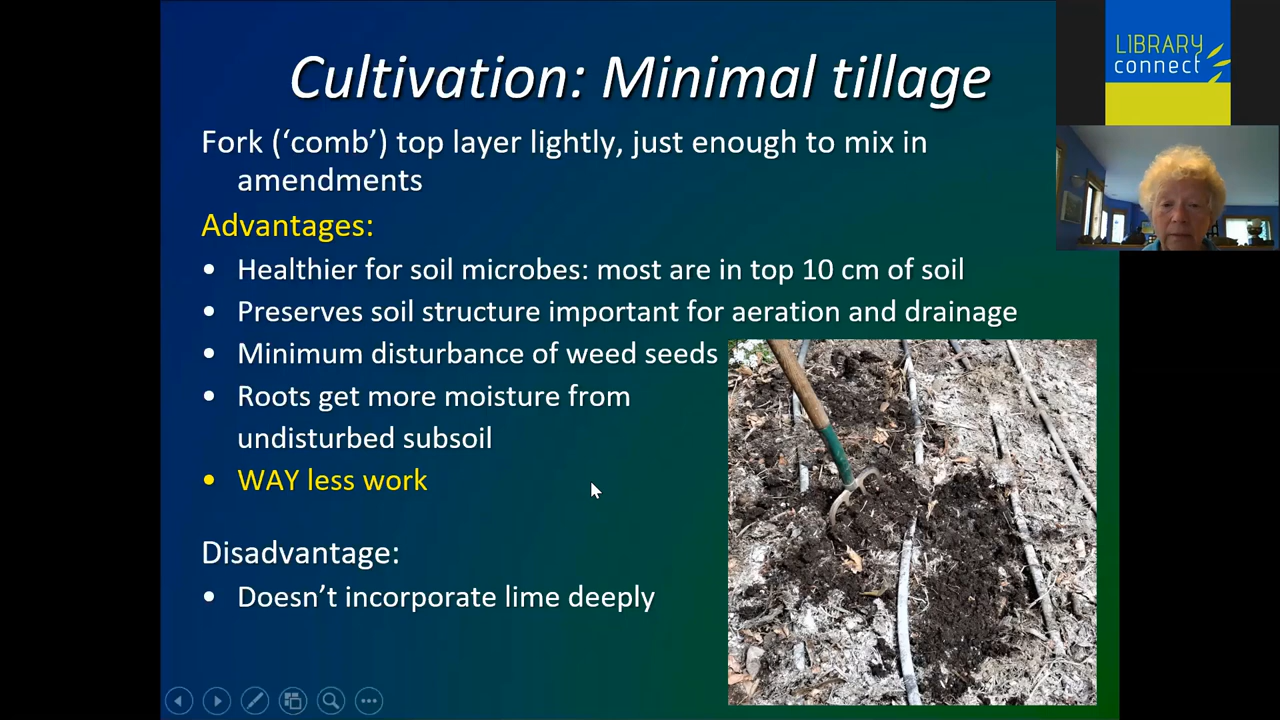 Cultivation: Minimal tillage
LIBRARY
connect
Fork (‘comb’) top layer lightly, just enough to mix in
amendments
Advantages:
• Healthier for soil microbes: most are in top 10 cm of soil
• Preserves soil structure important for aeration and drainage
• Minimum disturbance of weed seeds
• Roots get more moisture from
undisturbed subsoil
• WAY less work
Disadvantage:
• Doesn’t incorporate lime deeply